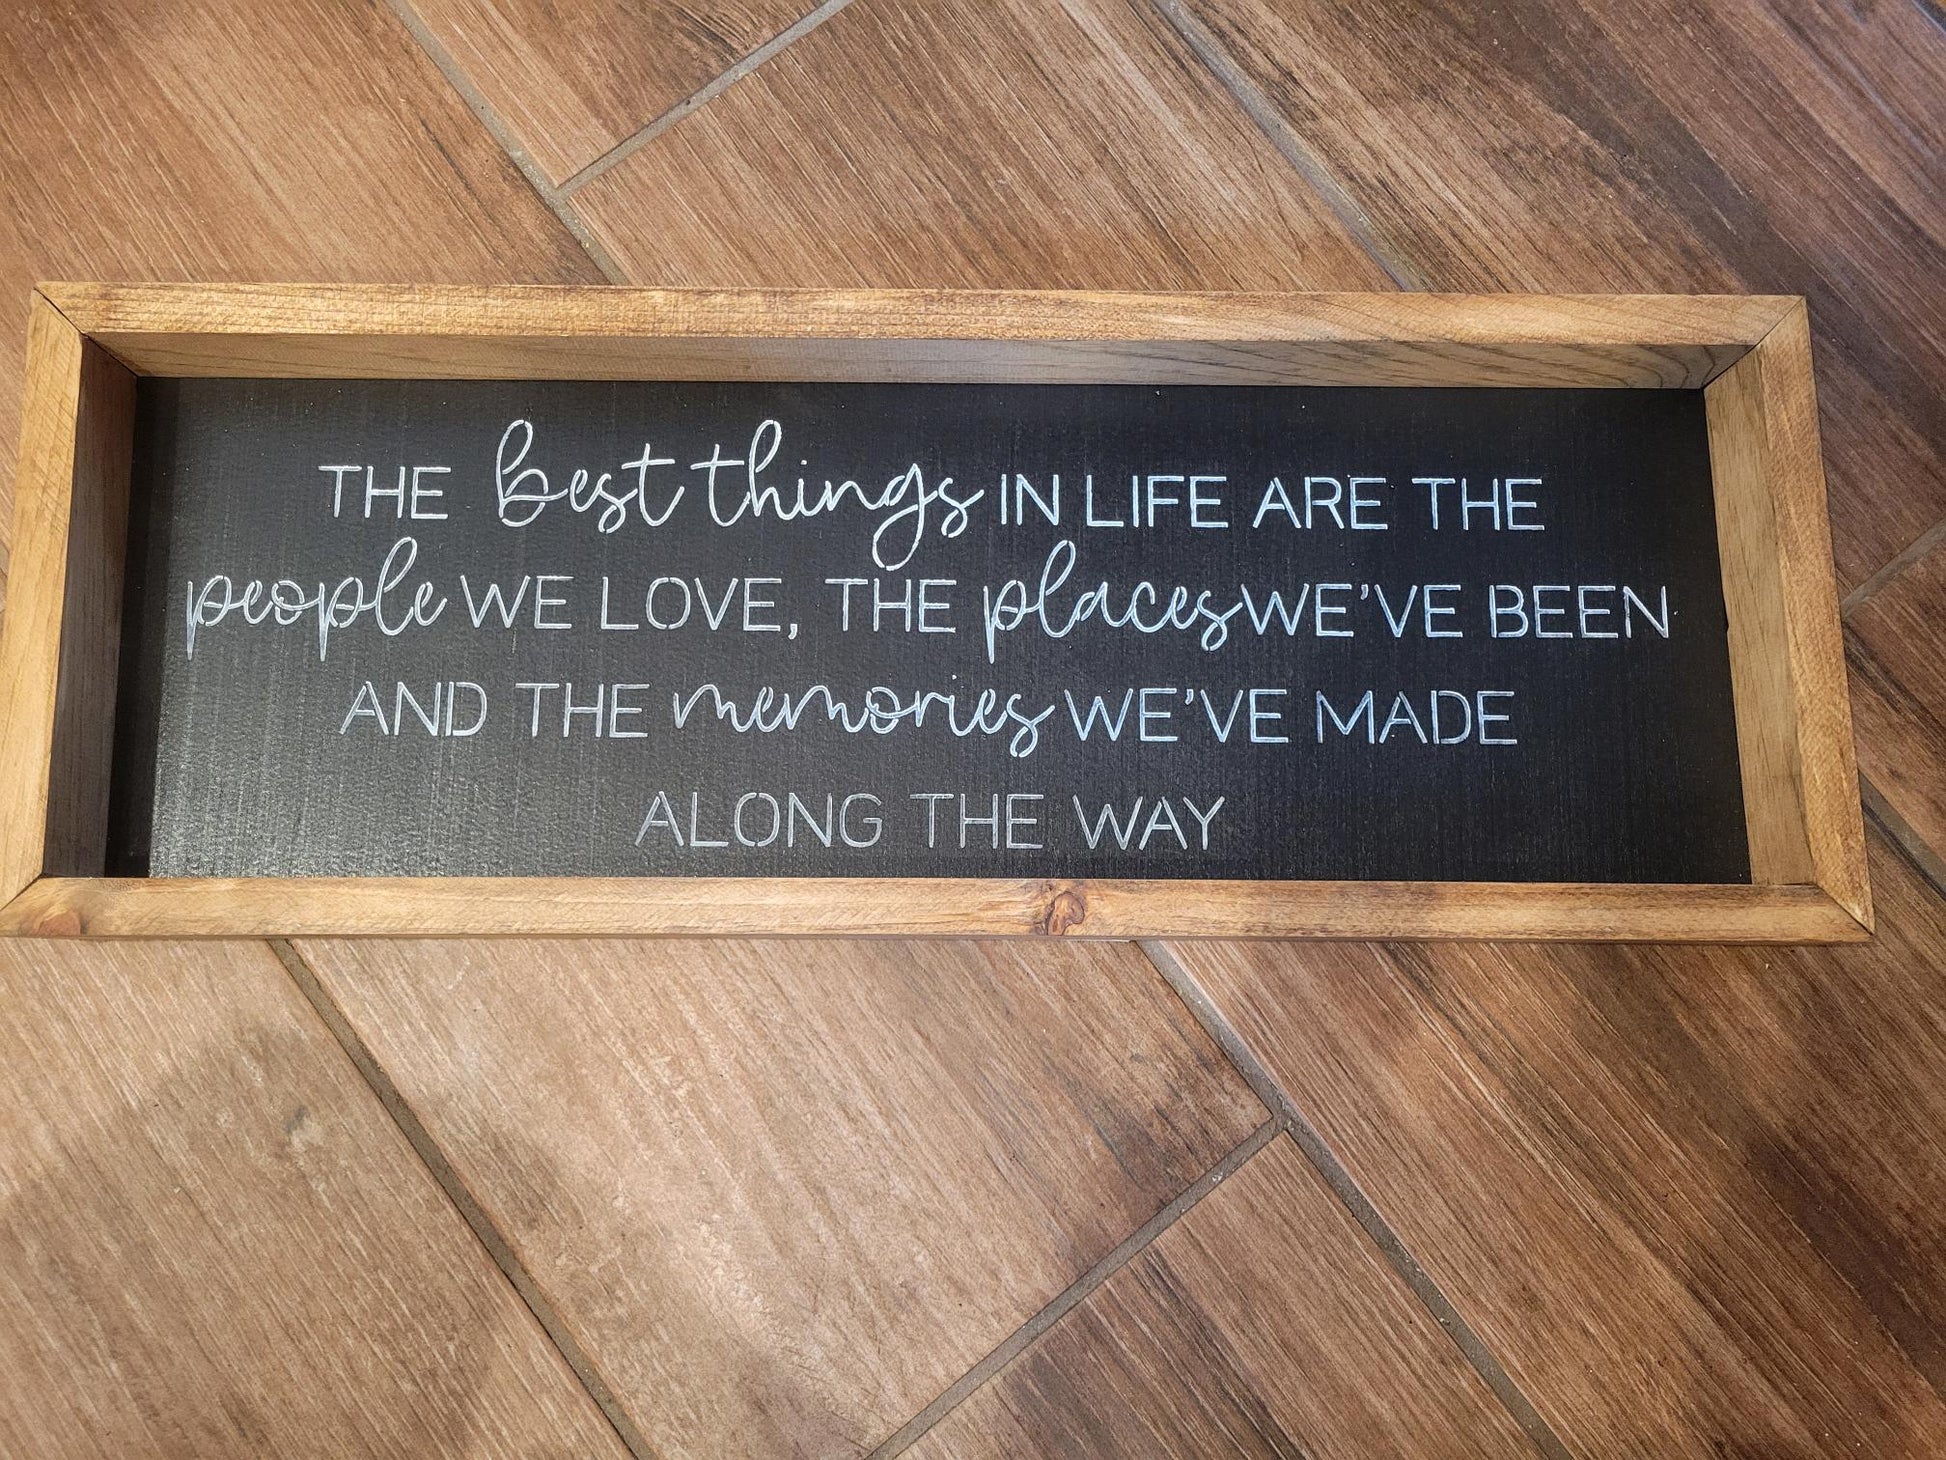 THE best things IN LIFE ARE THE
people WE LOVE, THE places WE'VE BEEN
AND THE memories WE'VE MADE
ALONG THE WAY